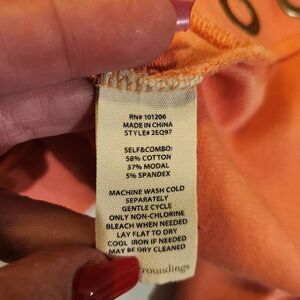 RN# 101206
MADE IN CHINA
STYLE# 2EQ97
SELF&COMBO:
58% COTTON
37% MODAL
5% SPANDEX
MACHINE WASH COLD
SEPARATELY
GENTLE CYCLE
ONLY NON-CHLORINE
BLEACH WHEN NEEDED
LAY FLAT TO DRY
COOL IRON IF NEEDED
MAY BE DRY CLEAN
roundings